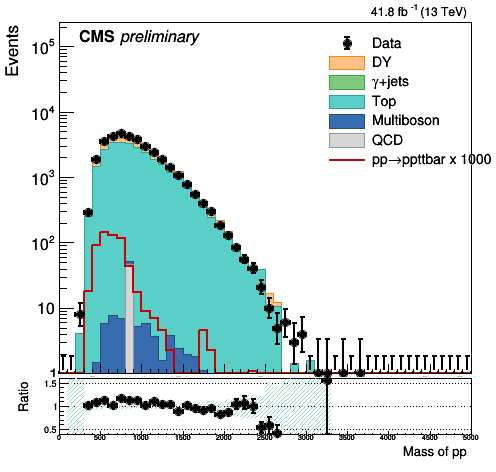 41.8 fb⁻¹ (13 TeV)
CMS preliminary
Events
10⁵
10⁴
10³
10²
10
1
Data
DY
γ+jets
Top
Multiboson
QCD
pp→ppttbar x 1000
Ratio
1.5
1
0.5
0 500 1000 1500 2000 2500 3000 3500 4000 4500 5000
Mass of pp